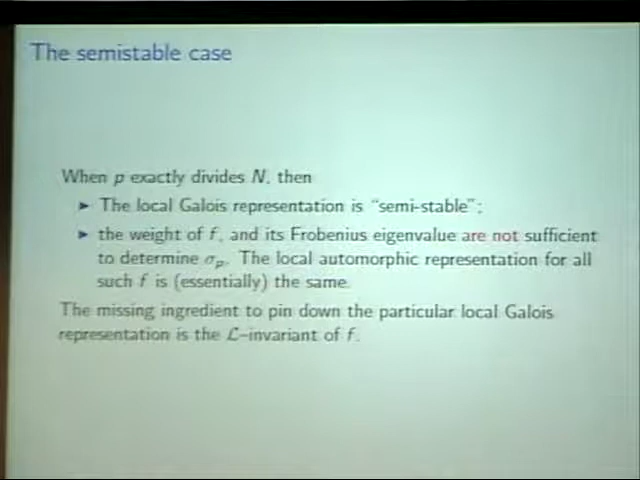 The semistable case
When p exactly divides N, then
▶ The local Galois representation is “semi-stable”;
▶ the weight of f, and its Frobenius eigenvalue are not sufficient
to determine σₚ. The local automorphic representation for all
such f is (essentially) the same.
The missing ingredient to pin down the particular local Galois
representation is the ℒ–invariant of f.